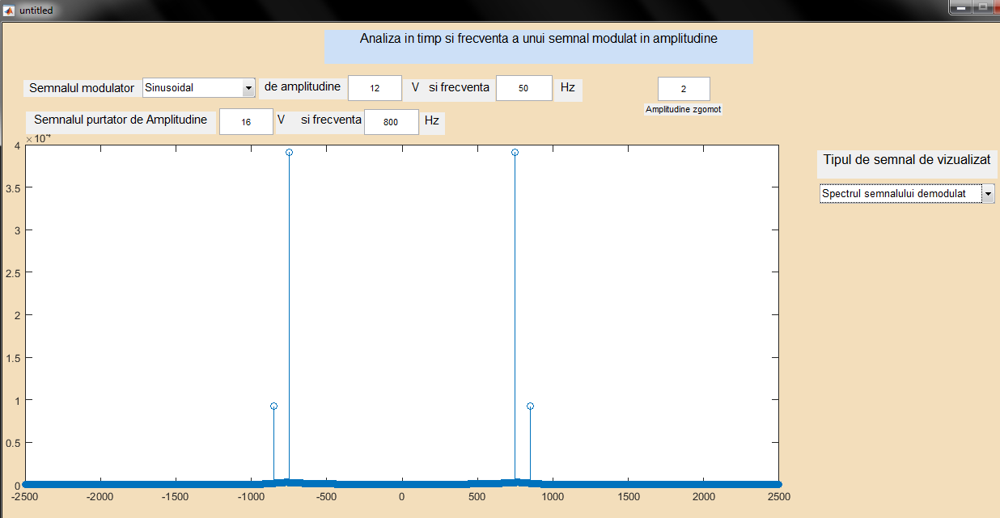 untitled
Analiza in timp si frecventa a unui semnal modulat in amplitudine
Semnalul modulator Sinusoidal de amplitudine 12 V si frecventa 50 Hz 2
Amplitudine zgomot
Semnalul purtator de Amplitudine 16 V si frecventa 800 Hz
× 10⁴
Tipul de semnal de vizualizat
Spectrul semnalului demodulat
4
3.5
3
2.5
2
1.5
1
0.5
0
-2500 -2000 -1500 -1000 -500 0 500 1000 1500 2000 2500